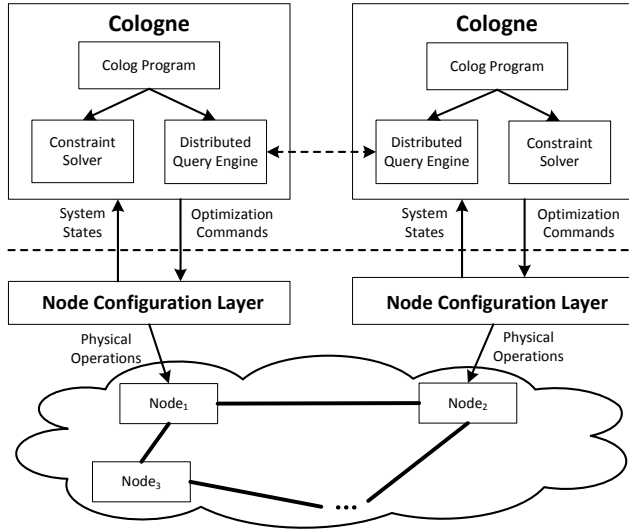 Cologne
Cologne
Colog Program
Colog Program
Constraint
Solver
Distributed
Query Engine
Distributed
Query Engine
Constraint
Solver
System
States
Optimization
Commands
System
States
Optimization
Commands
Node Configuration Layer
Node Configuration Layer
Physical
Operations
Physical
Operations
Node₁
Node₂
Node₃
...